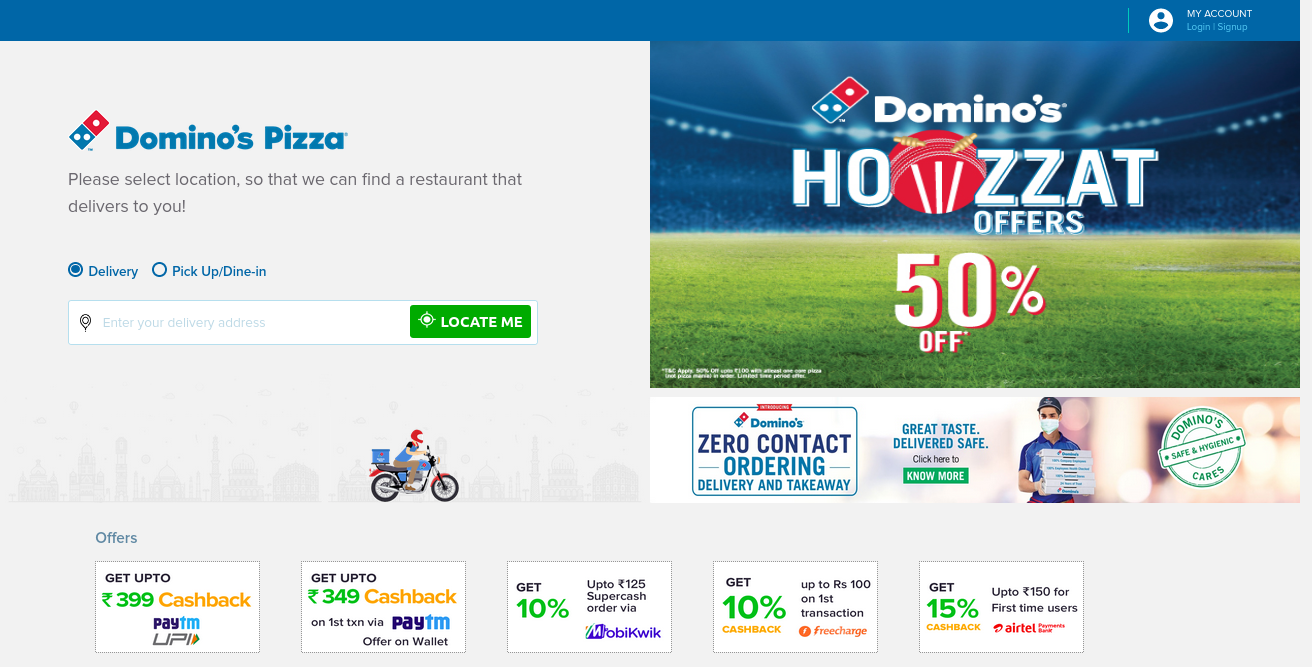 MY ACCOUNT
Login | Signup
Domino's Pizza
Please select location, so that we can find a restaurant that
delivers to you!
Delivery
Pick Up/Dine-in
Enter your delivery address
LOCATE ME
Domino's
HOWZZAT
OFFERS
50%
OFF*
*T&C Apply. 50% Off upto ₹100 with atleast one core pizza
(not pizza mania) in order. Limited time period offer.
INTRODUCING
Domino's
ZERO CONTACT
ORDERING
DELIVERY AND TAKEAWAY
GREAT TASTE.
DELIVERED SAFE.
Click here to
KNOW MORE
Domino's
Domino's
DOMINO'S
SAFE & HYGIENIC
CARES
Offers
GET UPTO
₹ 399 Cashback
paytm
UPI
GET UPTO
₹ 349 Cashback
on 1st txn via paytm
Offer on Wallet
GET
10%
Upto ₹125
Supercash
order via
MobiKwik
GET
10%
CASHBACK
up to Rs 100
on 1st
transaction
freecharge
GET
15%
CASHBACK
Upto ₹150 for
First time users
airtel Payments
Bank